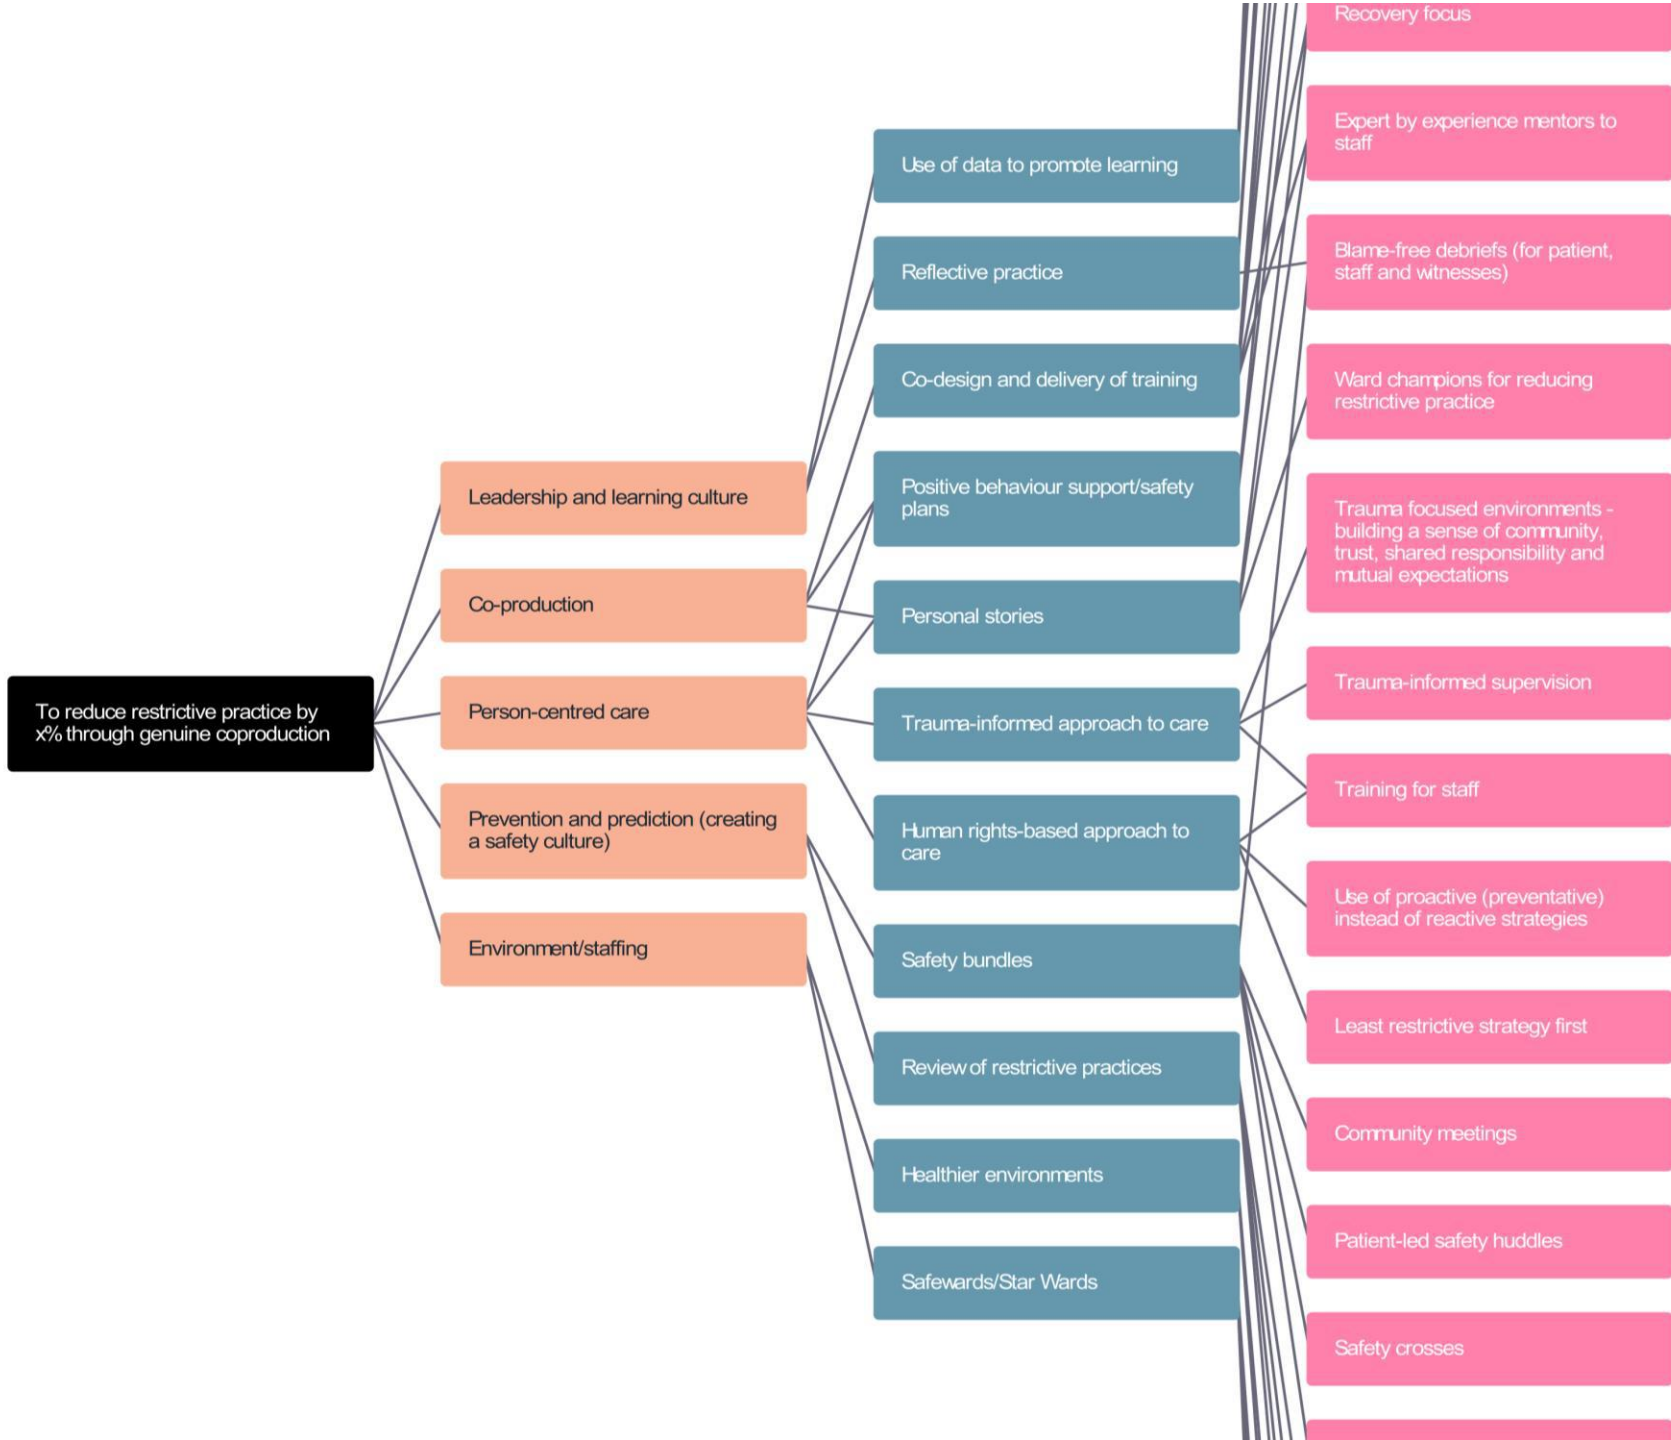 To reduce restrictive practice by
x% through genuine coproduction
Leadership and learning culture
Co-production
Person-centred care
Prevention and prediction (creating
a safety culture)
Environment/staffing
Use of data to promote learning
Reflective practice
Co-design and delivery of training
Positive behaviour support/safety
plans
Personal stories
Trauma-informed approach to care
Human rights-based approach to
care
Safety bundles
Review of restrictive practices
Healthier environments
Safewards/Star Wards
Recovery focus
Expert by experience mentors to
staff
Blame-free debriefs (for patient,
staff and witnesses)
Ward champions for reducing
restrictive practice
Trauma focused environments -
building a sense of community,
trust, shared responsibility and
mutual expectations
Trauma-informed supervision
Training for staff
Use of proactive (preventative)
instead of reactive strategies
Least restrictive strategy first
Community meetings
Patient-led safety huddles
Safety crosses